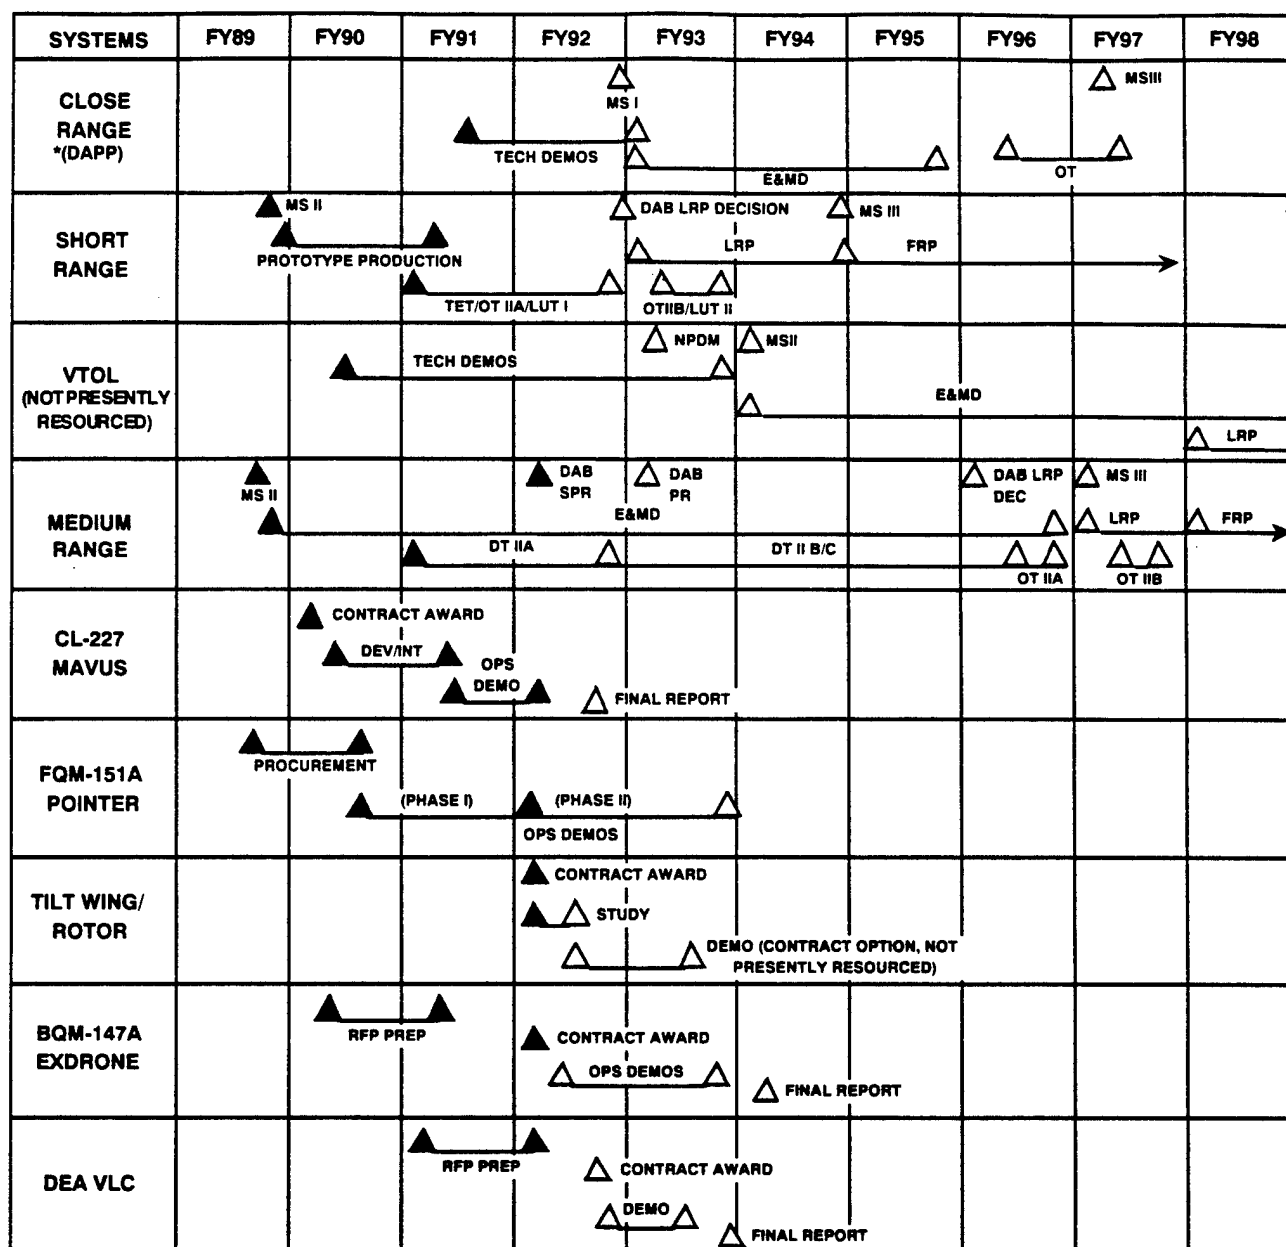 SYSTEMS FY89 FY90 FY91 FY92 FY93 FY94 FY95 FY96 FY97 FY98
CLOSE
RANGE
*(DAPP)
MS I
MSIII
TECH DEMOS
E&MD
OT
SHORT
RANGE
MS II
DAB LRP DECISION
MS III
PROTOTYPE PRODUCTION
LRP
FRP
TET/OT IIA/LUT I
OTIIB/LUT II
VTOL
(NOT PRESENTLY
RESOURCED)
NPDM
MSII
TECH DEMOS
E&MD
LRP
MEDIUM
RANGE
MS II
DAB
SPR
DAB
PR
DAB LRP
DEC
MS III
E&MD
LRP
FRP
DT IIA
DT II B/C
OT IIA
OT IIB
CL-227
MAVUS
CONTRACT AWARD
DEV/INT
OPS
DEMO
FINAL REPORT
FQM-151A
POINTER
PROCUREMENT
(PHASE I)
(PHASE II)
OPS DEMOS
TILT WING/
ROTOR
CONTRACT AWARD
STUDY
DEMO (CONTRACT OPTION, NOT
PRESENTLY RESOURCED)
BQM-147A
EXDRONE
RFP PREP
CONTRACT AWARD
OPS DEMOS
FINAL REPORT
DEA VLC
RFP PREP
CONTRACT AWARD
DEMO
FINAL REPORT